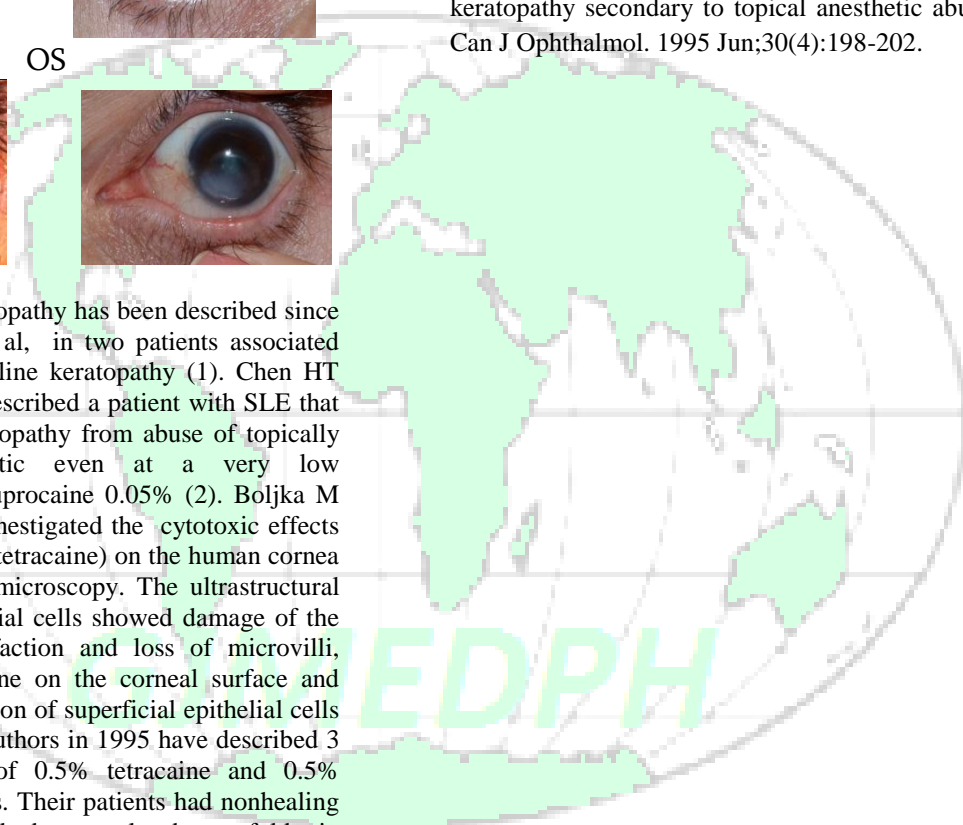 OS
opathy has been described since
al, in two patients associated
line keratopathy (1). Chen HT
escribed a patient with SLE that
opathy from abuse of topically
tic even at a very low
uprocaine 0.05% (2). Boljka M
hestigated the cytotoxic effects
tetracaine) on the human cornea
microscopy. The ultrastructural
ial cells showed damage of the
faction and loss of microvilli,
ne on the corneal surface and
on of superficial epithelial cells
uthors in 1995 have described 3
of 0.5% tetracaine and 0.5%
s. Their patients had nonhealing
keratopathy secondary to topical anesthetic abu
Can J Ophthalmol. 1995 Jun;30(4):198-202.
GJMEDPH